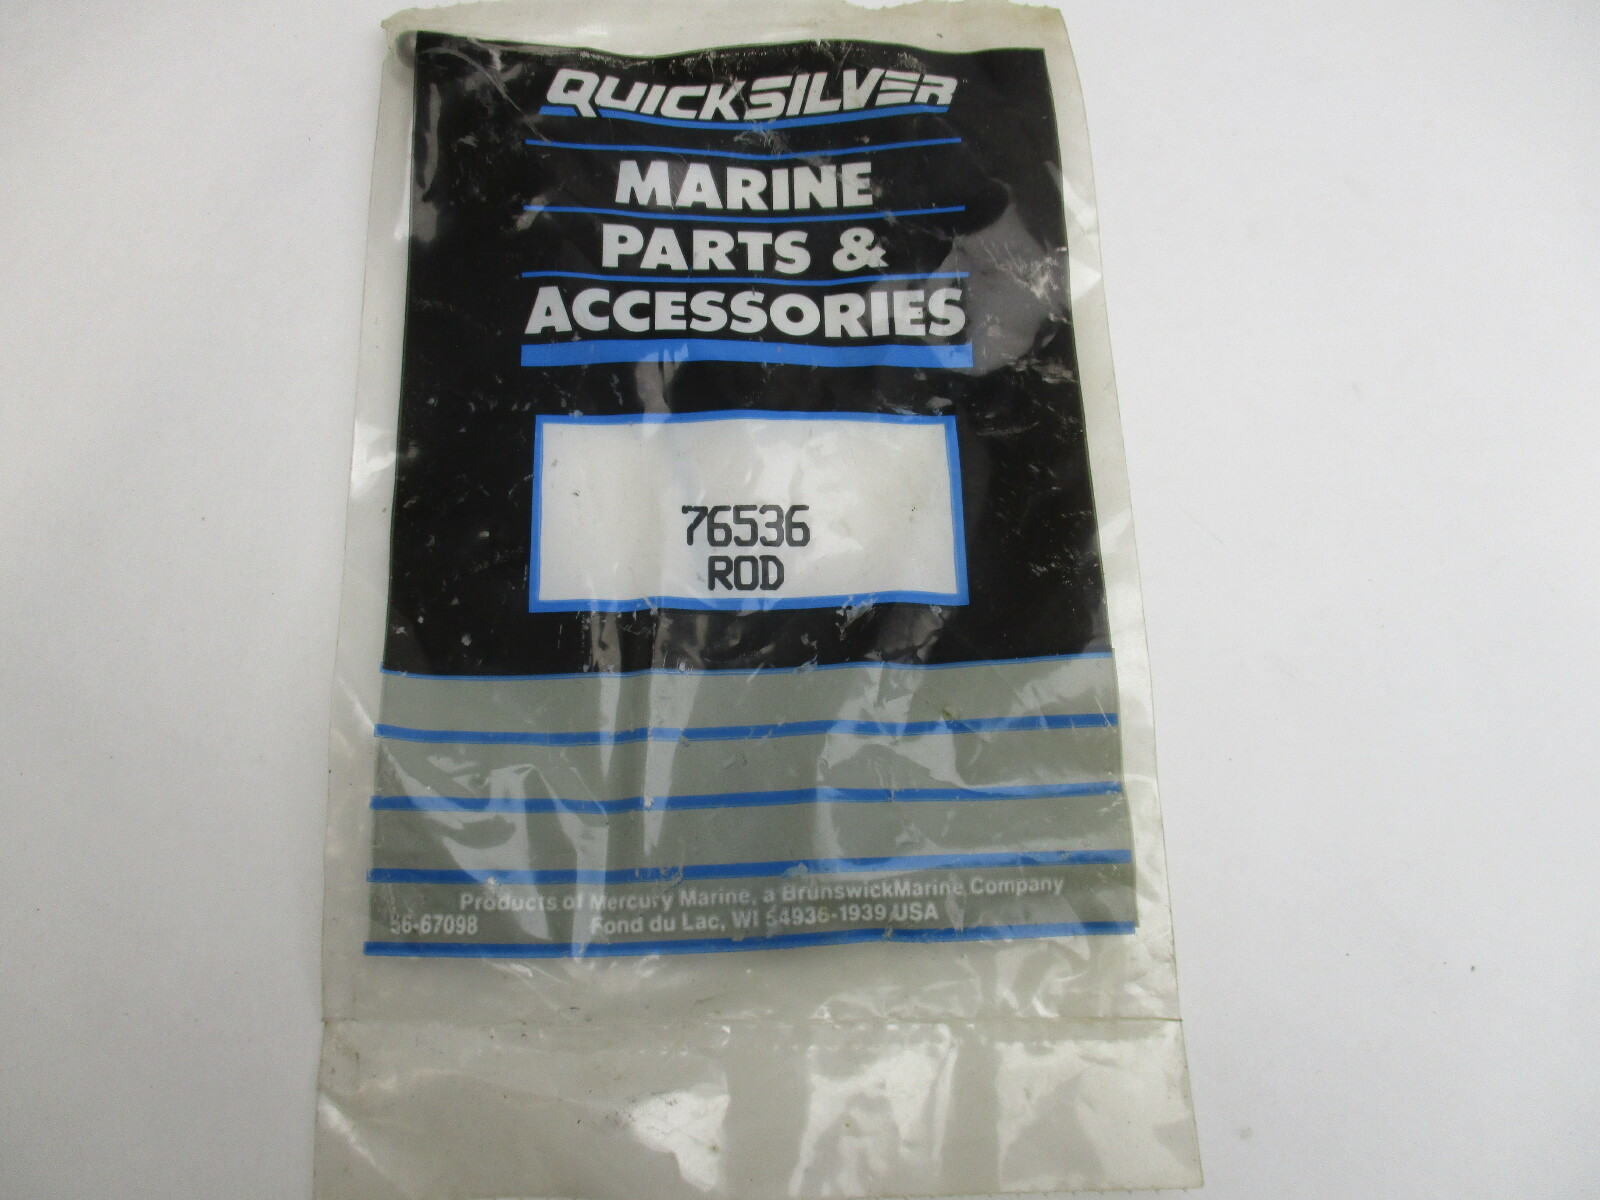 QUICKSILVER
MARINE
PARTS &
ACCESSORIES
76536
ROD
Products of Mercury Marine, a BrunswickMarine Company
56-67098 Fond du Lac, WI 54936-1939 USA